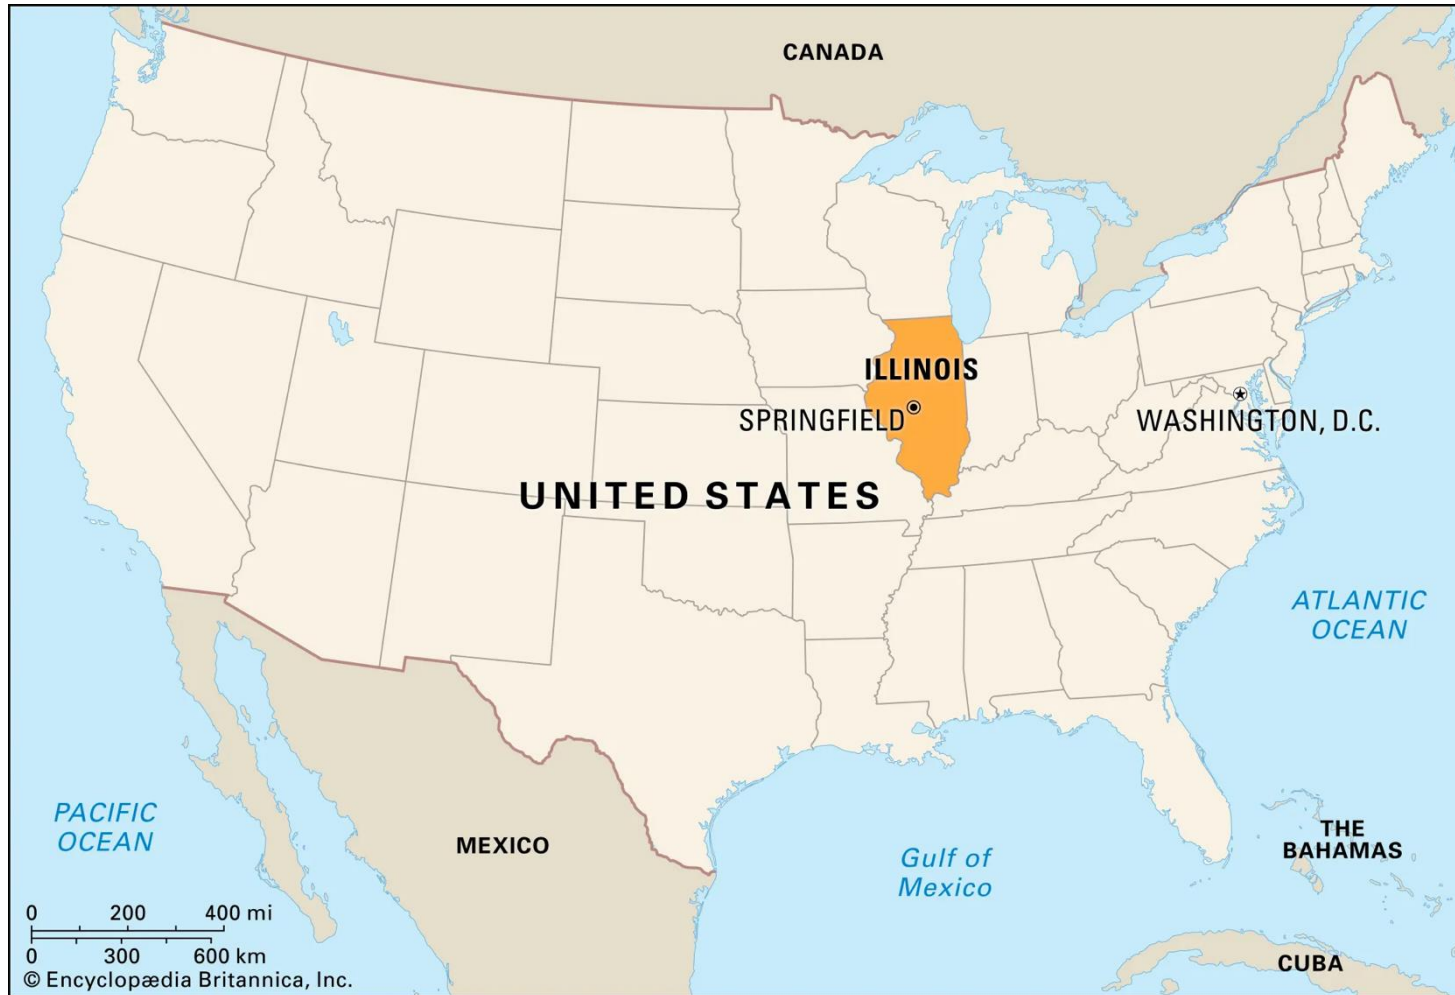 CANADA
ILLINOIS
SPRINGFIELD
WASHINGTON, D.C.
UNITED STATES
ATLANTIC
OCEAN
PACIFIC
OCEAN
MEXICO
Gulf of
Mexico
THE
BAHAMAS
CUBA
0 200 400 mi
0 300 600 km
© Encyclopædia Britannica, Inc.